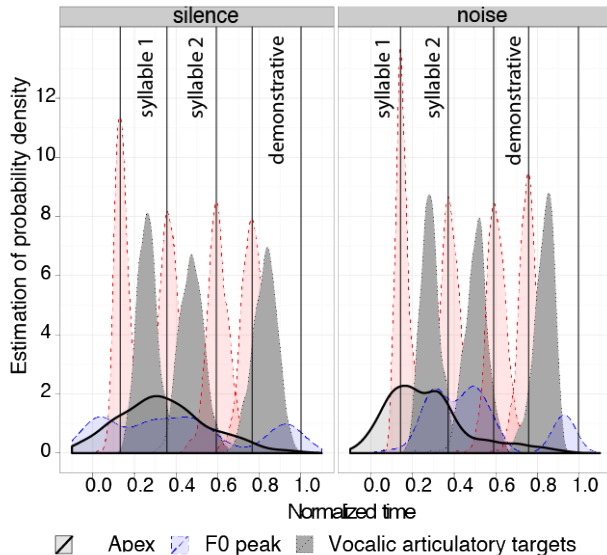 silence
noise
syllable 1
syllable 2
demonstrative
syllable 1
syllable 2
demonstrative
Estimation of probability density
12
10
8
6
4
2
0
0.0 0.2 0.4 0.6 0.8 1.0
0.0 0.2 0.4 0.6 0.8 1.0
Normalized time
Apex F0 peak Vocalic articulatory targets